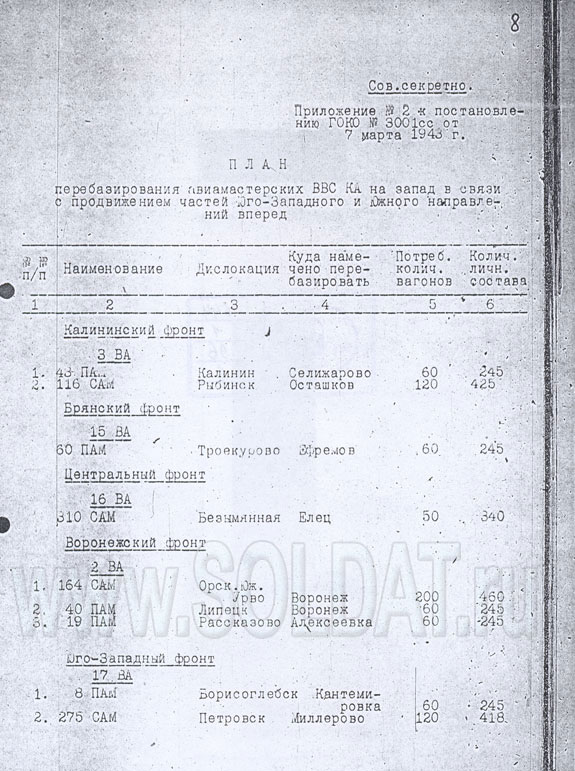 8
Сов.секретно.
Приложение № 2 к постановле-
нию ГОКО № 3001сс от
7 марта 1943 г.
П Л А Н
перебазирования авиамастерских ВВС КА на запад в связи
с продвижением частей Юго-Западного и Южного направле-
ний вперед
№ № п/п Наименование Дислокация Куда наме-чено пере-базировать Потреб. колич. вагонов Колич. личн. состава
1 2 3 4 5 6
Калининский фронт
3 ВА
1. 43 ПАМ Калинин Селижарово 60 245
2. 116 САМ Рыбинск Осташков 120 425
Брянский фронт
15 ВА
60 ПАМ Троекурово Ефремов 60 245
Центральный фронт
16 ВА
310 САМ Безымянная Елец 50 340
Воронежский фронт
2 ВА
1. 164 САМ Орск.Юж.
Урво Воронеж 200 460
2. 40 ПАМ Липецк Воронеж 60 245
3. 19 ПАМ Рассказово Алексеевка 60 245
Юго-Западный фронт
17 ВА
1. 8 ПАМ Борисоглебск Кантеми-
ровка 60 245
2. 275 САМ Петровск Миллерово 120 418
www.SOLDAT.ru